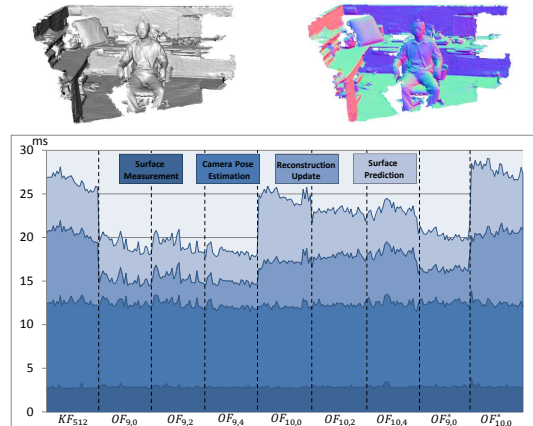 ms
30
Surface Measurement
Camera Pose Estimation
Reconstruction Update
Surface Prediction
25
20
15
10
5
0
KF512 OF9,0 OF9,2 OF9,4 OF10,0 OF10,2 OF10,4 OF*9,0 OF*10,0